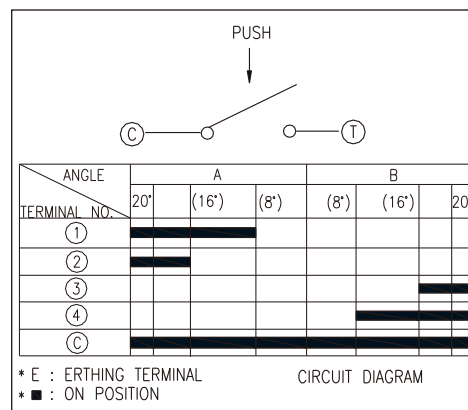 PUSH
C T
ANGLE A B
TERMINAL NO. 20° (16°) (8°) (8°) (16°) 20
1
2
3
4
C
* E : ERTHING TERMINAL CIRCUIT DIAGRAM
* ■ : ON POSITION